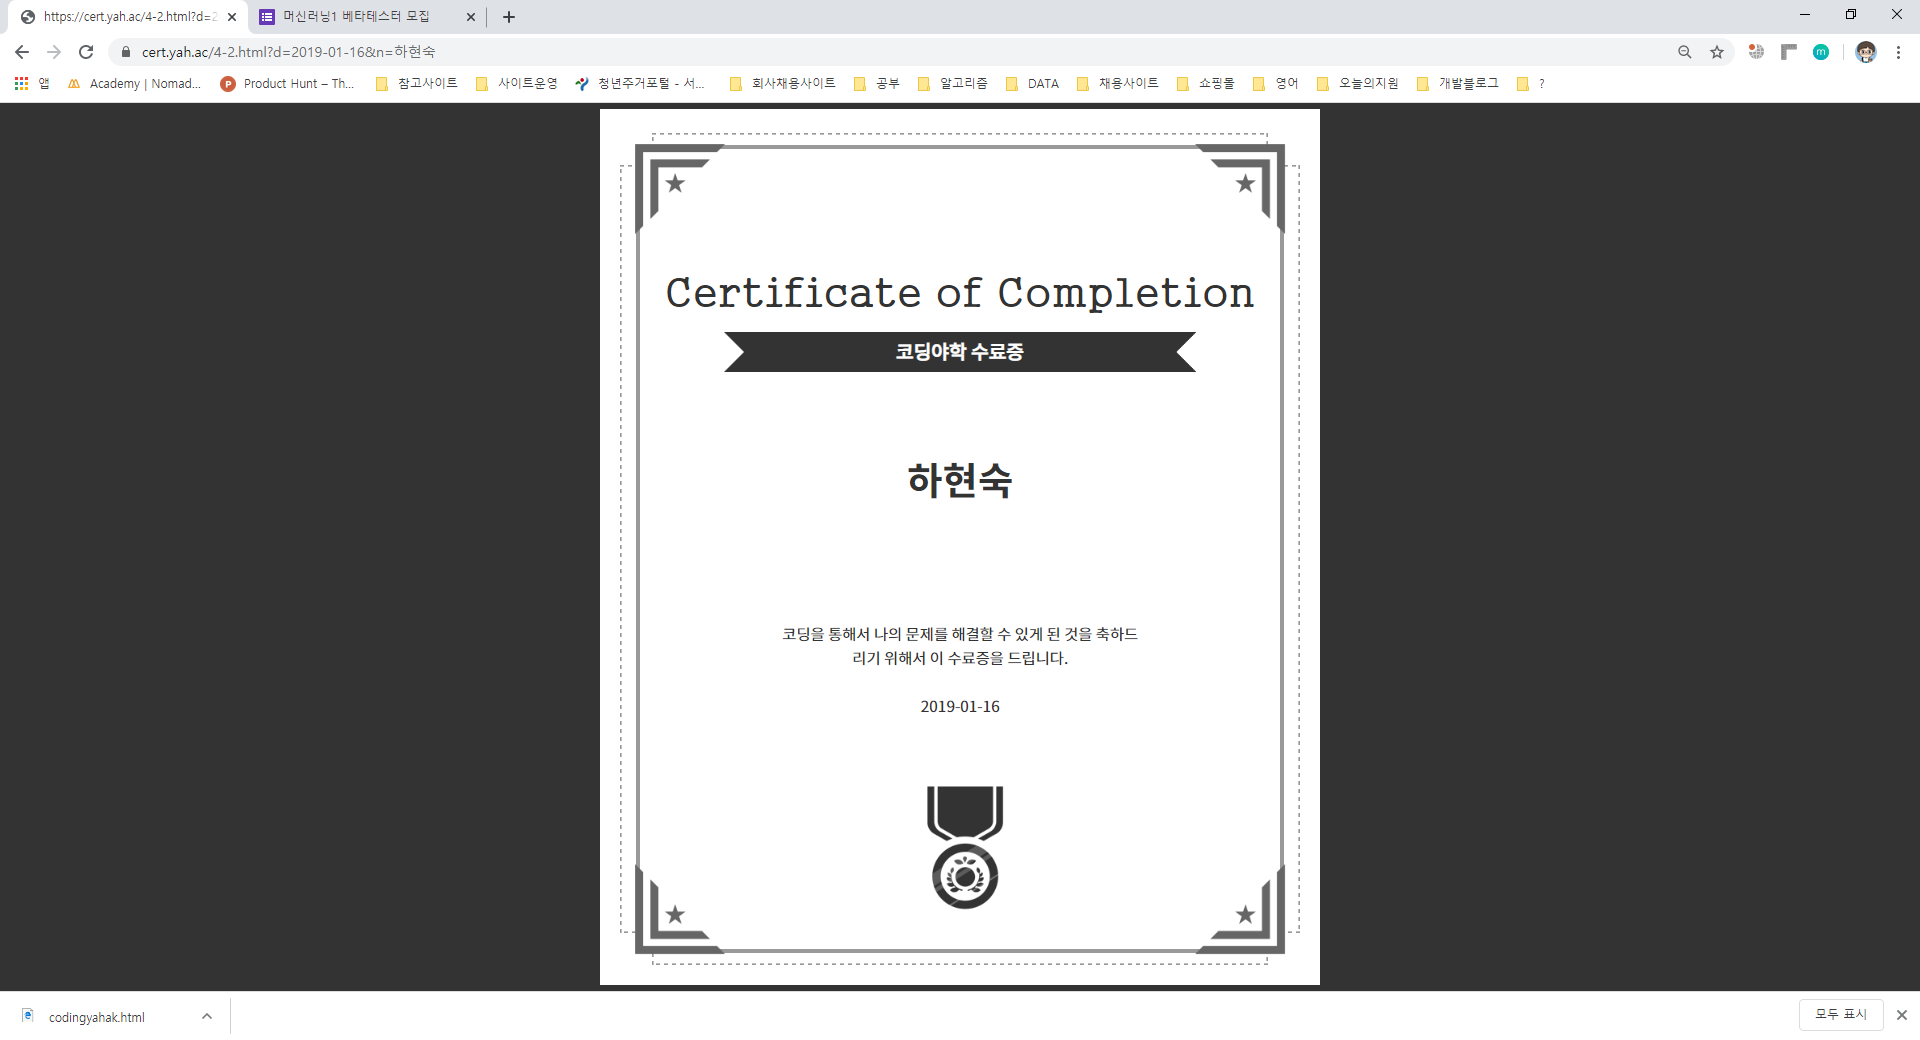 https://cert.yah.ac/4-2.html?d=2
머신러닝1 베타테스터 모집
cert.yah.ac/4-2.html?d=2019-01-16&n=하현숙
m
앱
Academy | Nomad...
P
Product Hunt – Th...
참고사이트
사이트운영
청년주거포털 - 서...
회사채용사이트
공부
알고리즘
DATA
채용사이트
쇼핑몰
영어
오늘의지원
개발블로그
?
Certificate of Completion
코딩야학 수료증
하현숙
코딩을 통해서 나의 문제를 해결할 수 있게 된 것을 축하드
리기 위해서 이 수료증을 드립니다.
2019-01-16
codingyahak.html
모두 표시